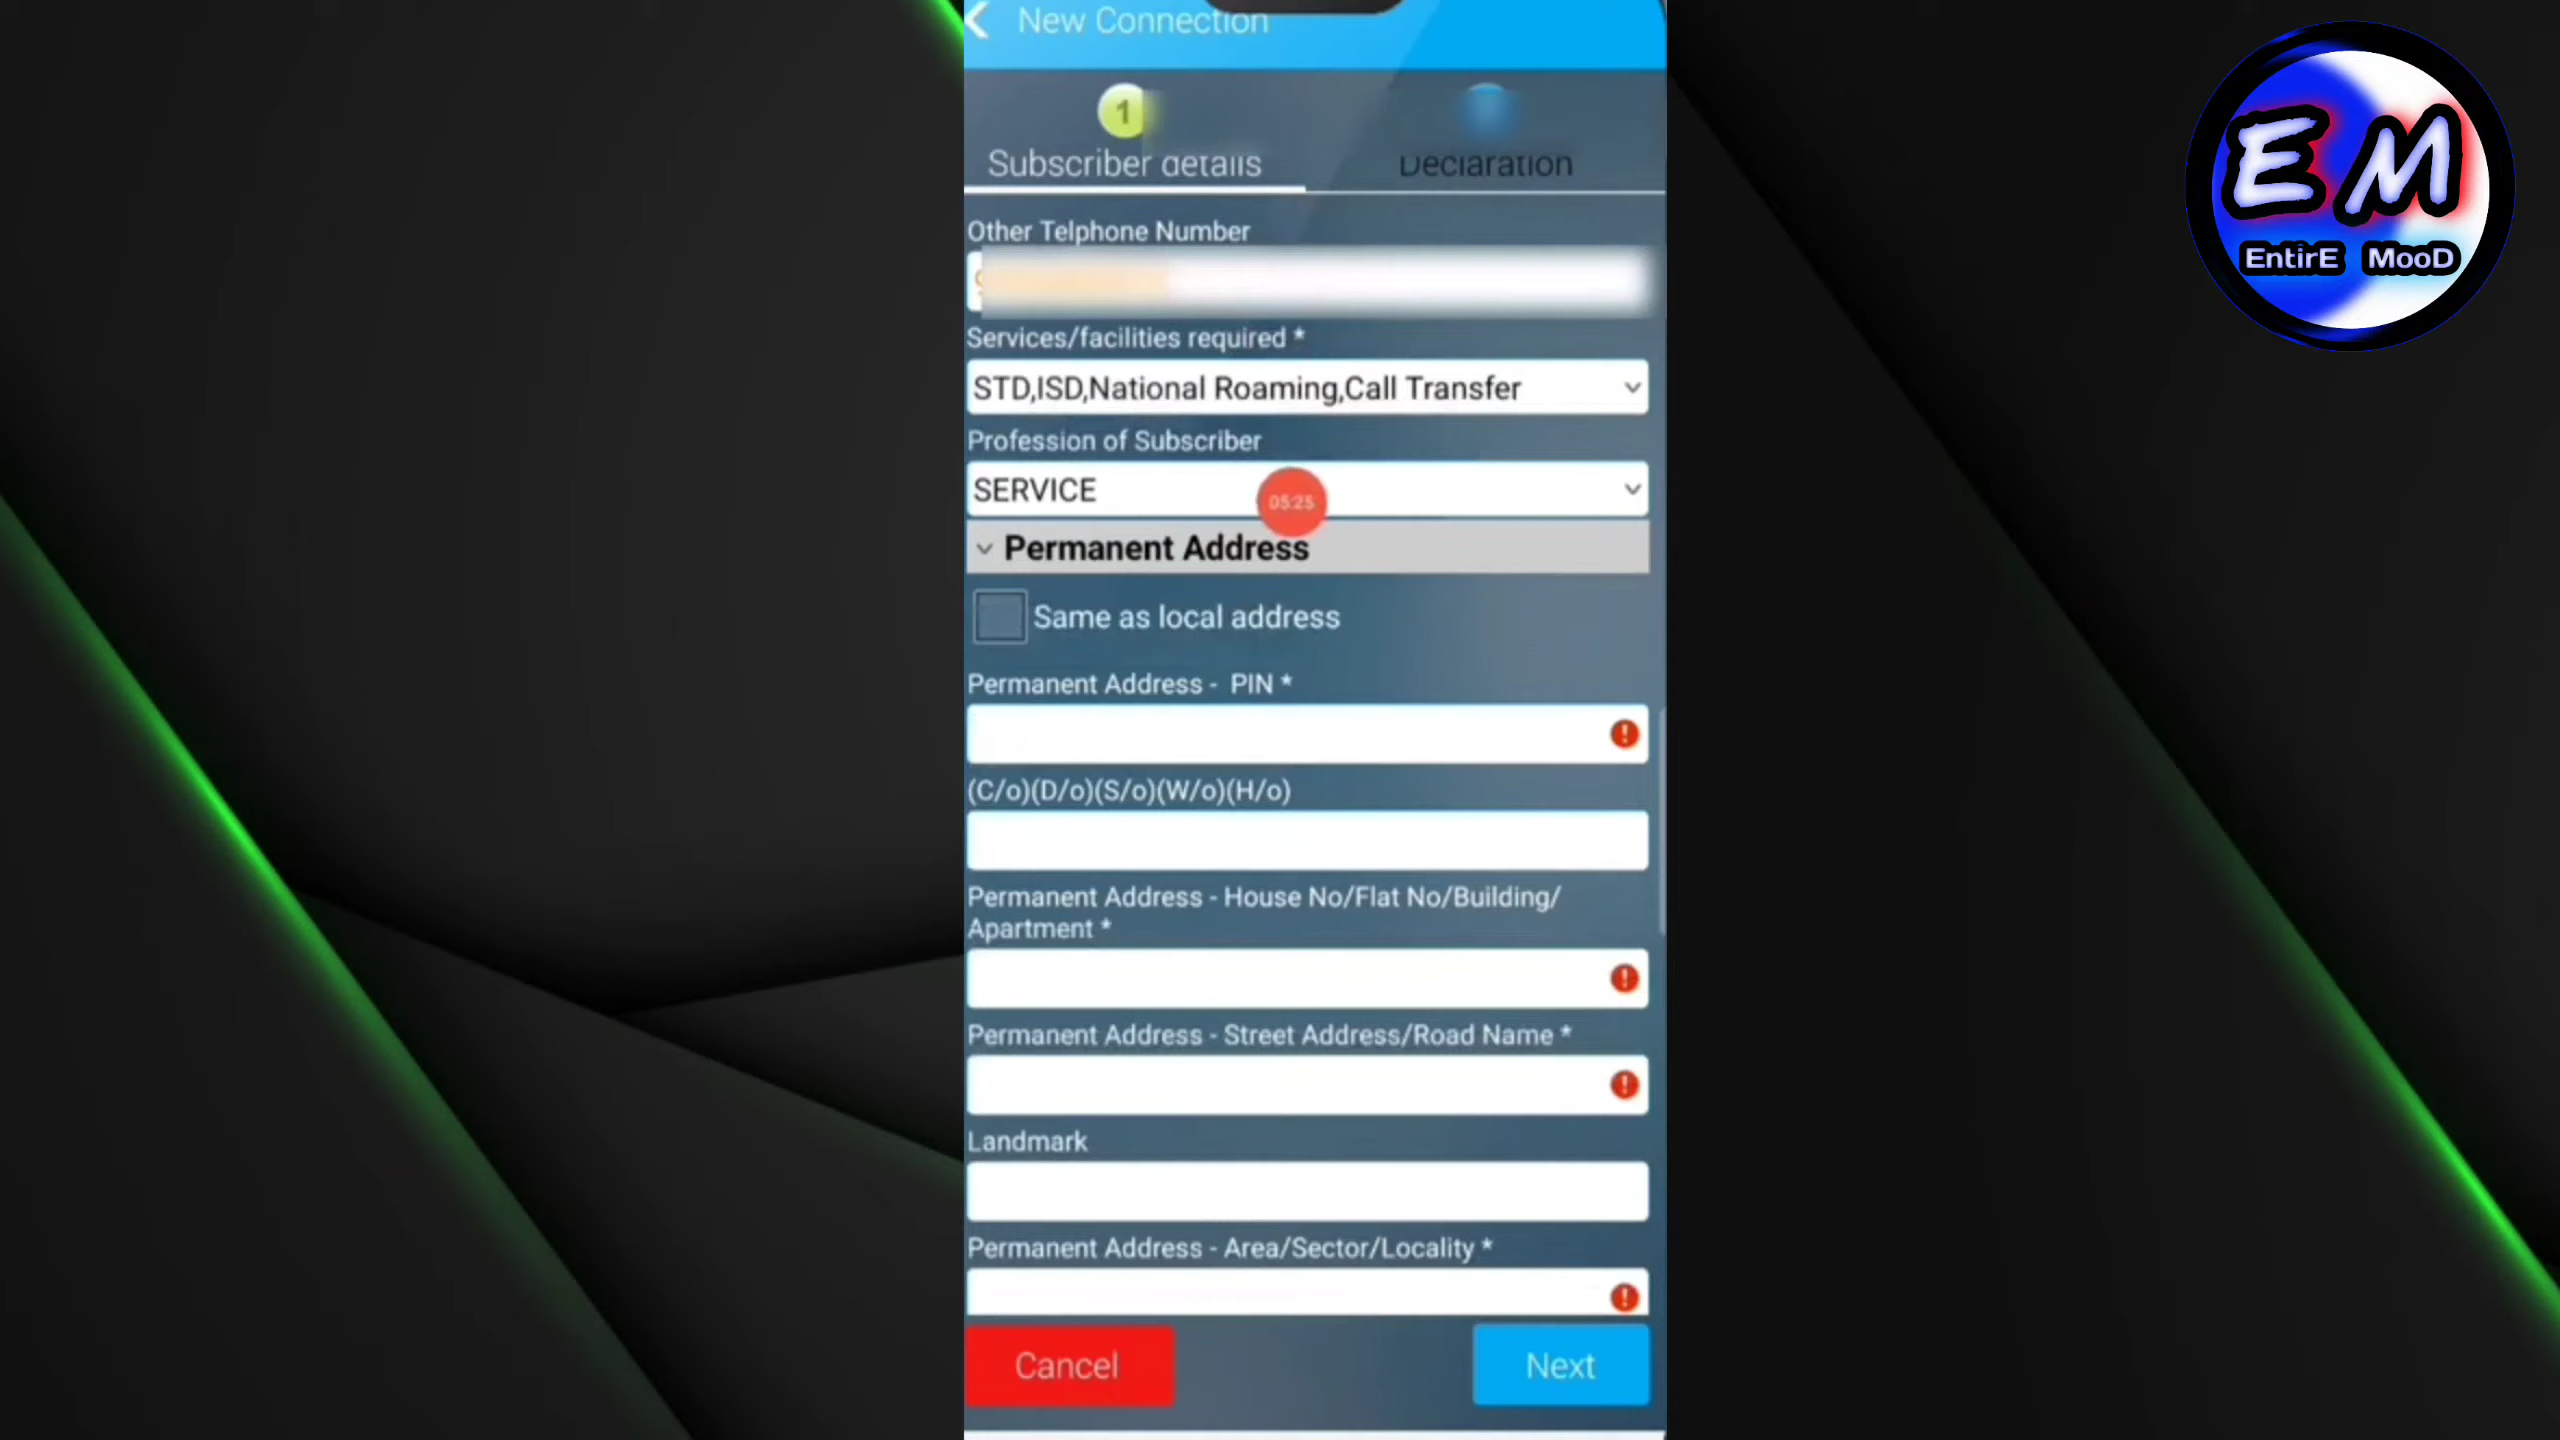 New Connection
1
Subscriber details
Declaration
Other Telphone Number
Services/facilities required *
STD,ISD,National Roaming,Call Transfer
Profession of Subscriber
SERVICE
05:25
Permanent Address
Same as local address
Permanent Address -  PIN *
(C/o)(D/o)(S/o)(W/o)(H/o)
Permanent Address - House No/Flat No/Building/
Apartment *
Permanent Address - Street Address/Road Name *
Landmark
Permanent Address - Area/Sector/Locality *
Cancel
Next
EM
EntirE MooD